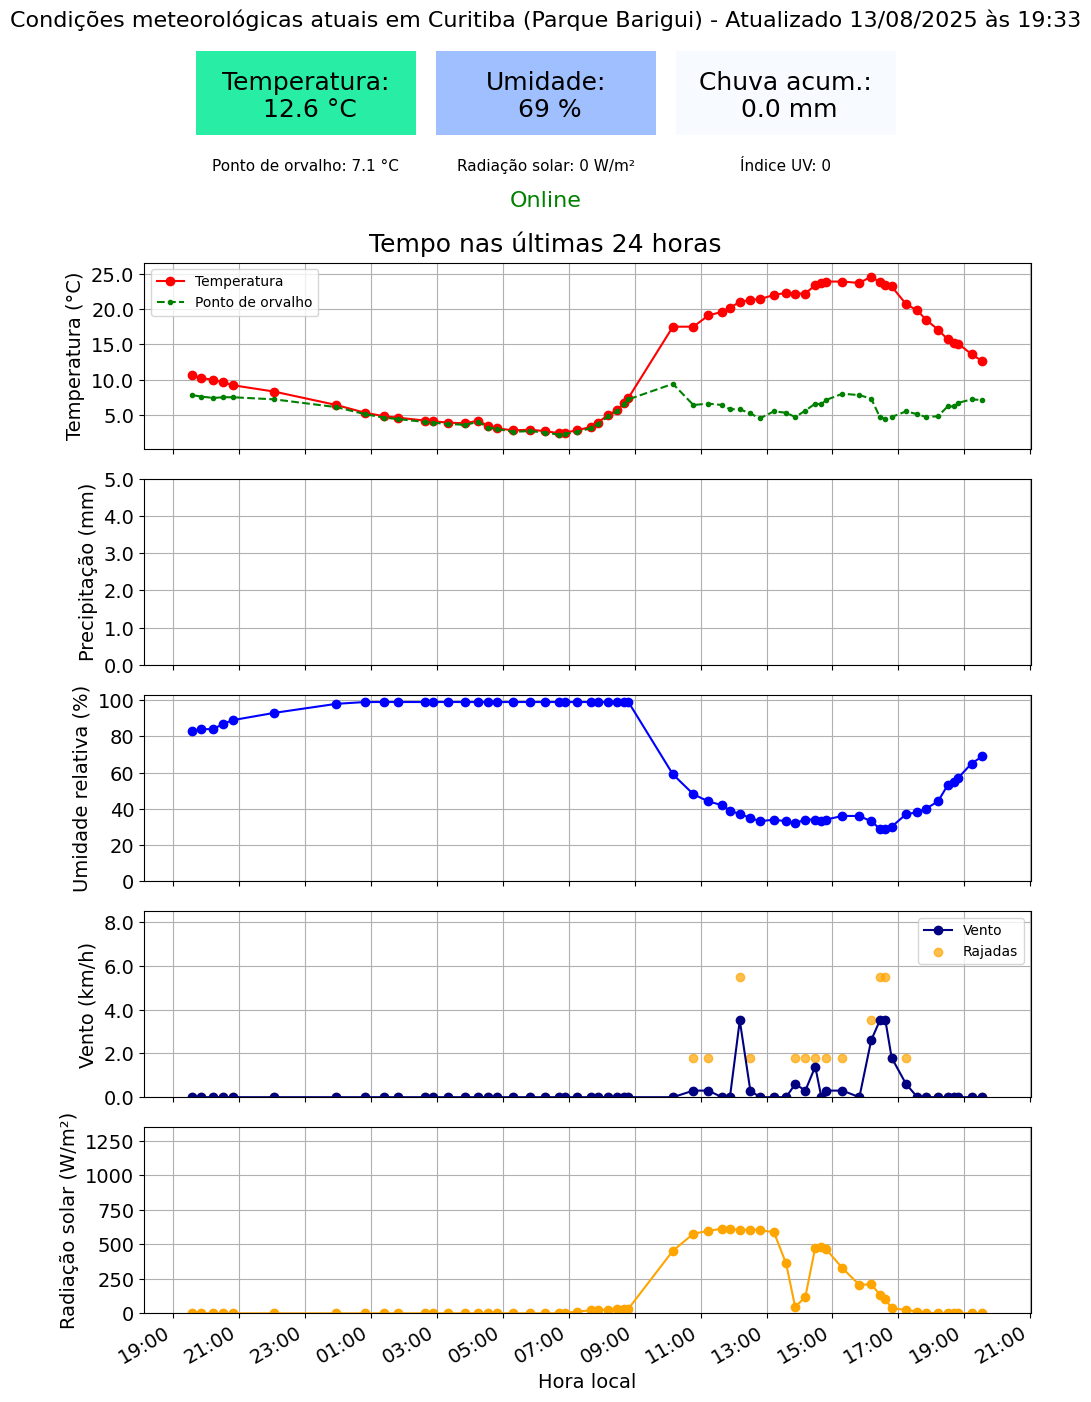 Condições meteorológicas atuais em Curitiba (Parque Barigui) - Atualizado 13/08/2025 às 19:33
Temperatura:
12.6 °C
Umidade:
69 %
Chuva acum.:
0.0 mm
Ponto de orvalho: 7.1 °C
Radiação solar: 0 W/m²
Índice UV: 0
Online
Tempo nas últimas 24 horas
Temperatura (°C)
25.0
20.0
15.0
10.0
5.0
Temperatura
Ponto de orvalho
Precipitação (mm)
5.0
4.0
3.0
2.0
1.0
0.0
Umidade relativa (%)
100
80
60
40
20
0
Vento (km/h)
8.0
6.0
4.0
2.0
0.0
Vento
Rajadas
Radiação solar (W/m²)
1250
1000
750
500
250
0
19:00
21:00
23:00
01:00
03:00
05:00
07:00
09:00
11:00
13:00
15:00
17:00
19:00
21:00
Hora local